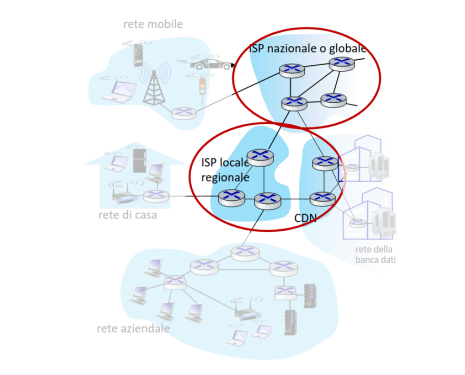 rete mobile
ISP nazionale o globale
ISP locale
regionale
rete di casa
CDN
rete della
banca dati
rete aziendale